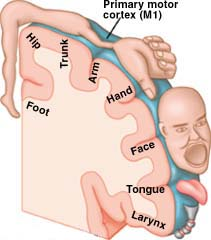 Primary motor
cortex (M1)
Hip
Trunk
Arm
Hand
Foot
Face
Tongue
Larynx